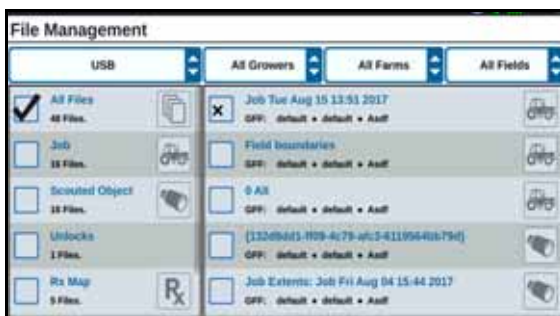 File Management
USB
All Growers
All Farms
All Fields
All Files
48 Files.
Job
Files.
Scouted Object
Files.
Unlocks
1 Files.
Rx Map
5 Files.
Rx
Job Tue Aug 15 13:51 2017
GFF: default • default • Asdf
Field boundaries
GFF: default • default • Asdf
0 All
GFF: default • default • Asdf
GFF: default • default • Asdf
Job Extents: Job Fri Aug 04 15:44 2017
GFF: default • default • Asdf